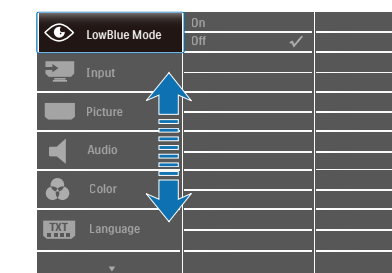 LowBlue Mode
On
Off
Input
Picture
Audio
Color
TXT
Language